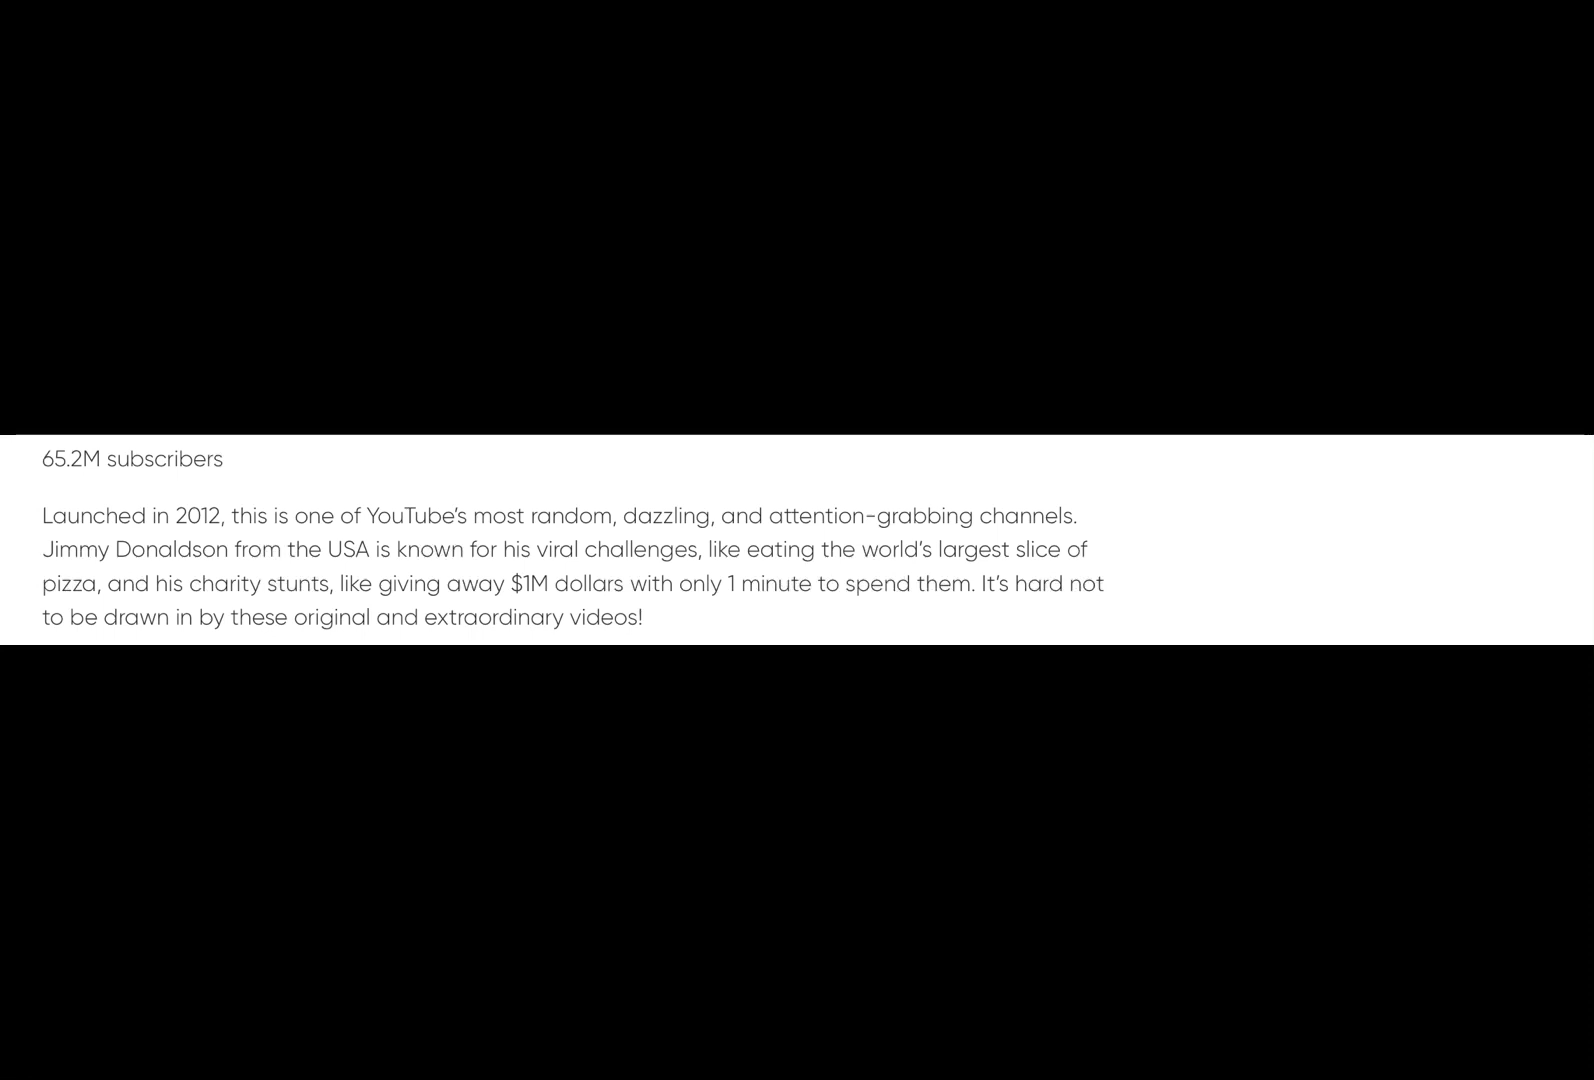 65.2M subscribers
Launched in 2012, this is one of YouTube’s most random, dazzling, and attention-grabbing channels.
Jimmy Donaldson from the USA is known for his viral challenges, like eating the world’s largest slice of
pizza, and his charity stunts, like giving away $1M dollars with only 1 minute to spend them. It’s hard not
to be drawn in by these original and extraordinary videos!